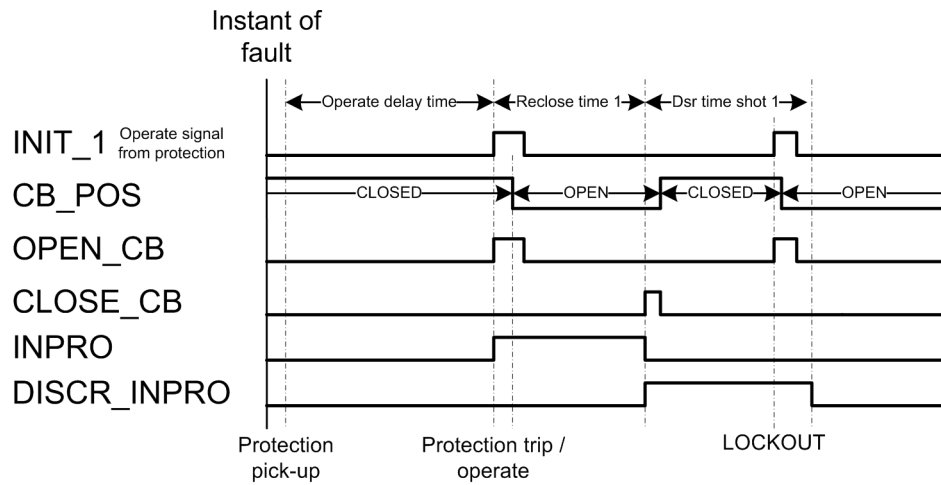 Instant of
fault
Operate delay time
Reclose time 1
Dsr time shot 1
INIT_1
Operate signal
from protection
CB_POS
CLOSED
OPEN
CLOSED
OPEN
OPEN_CB
CLOSE_CB
INPRO
DISCR_INPRO
Protection
pick-up
Protection trip /
operate
LOCKOUT